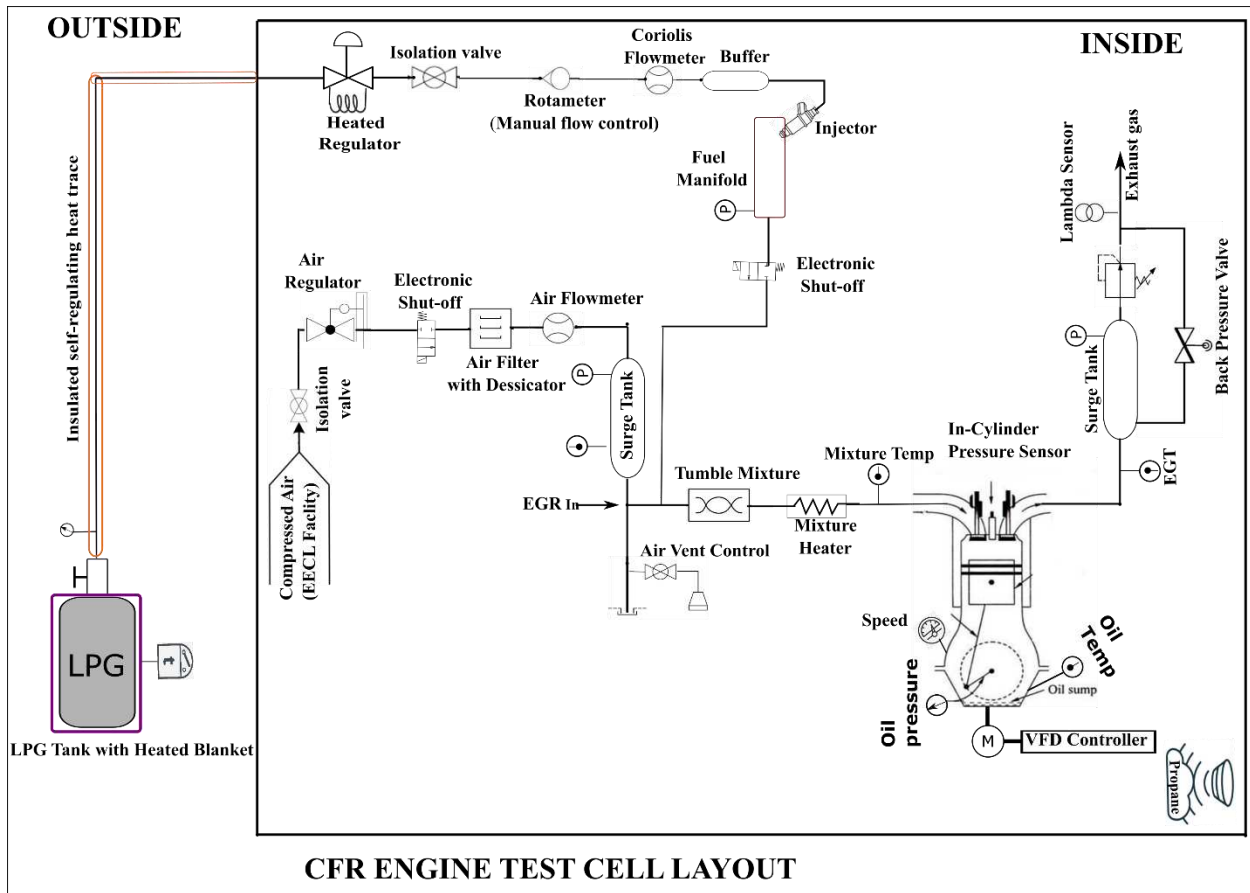 OUTSIDE
INSIDE
Isolation valve
Coriolis
Flowmeter
Buffer
Rotameter
(Manual flow control)
Heated
Regulator
Injector
Fuel
Manifold
P
Electronic
Shut-off
Insulated self-regulating heat trace
Air
Regulator
Electronic
Shut-off
Air Flowmeter
Air Filter
with Dessicator
Isolation
valve
Compressed Air
(EECL Faclity)
P
Surge Tank
EGR In
Tumble Mixture
Mixture Temp
Mixture
Heater
Air Vent Control
In-Cylinder
Pressure Sensor
Lambda Sensor
Exhaust gas
Back Pressure Valve
P
Surge Tank
EGT
Speed
Oil
Temp
Oil
pressure
Oil sump
M
VFD Controller
Propane
LPG
t
LPG Tank with Heated Blanket
CFR ENGINE TEST CELL LAYOUT